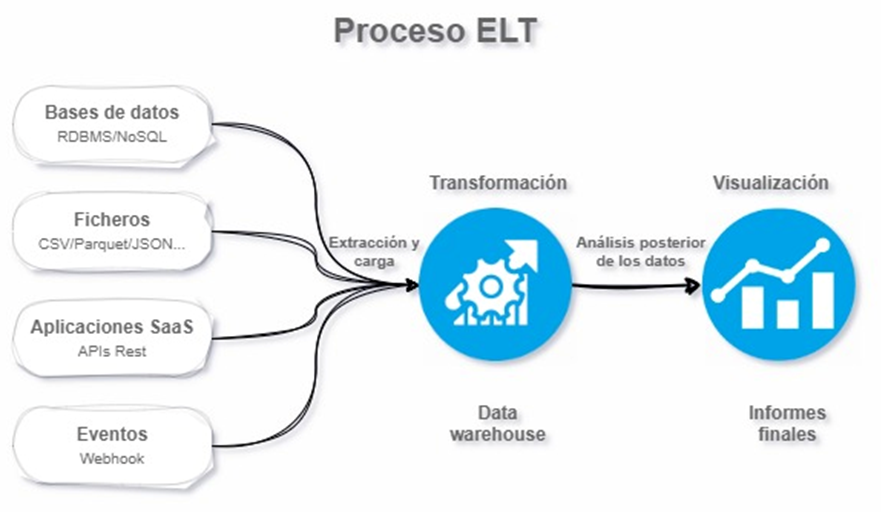 Proceso ELT
Bases de datos
RDBMS/NoSQL
Ficheros
CSV/Parquet/JSON...
Aplicaciones SaaS
APIs Rest
Eventos
Webhook
Extracción y
carga
Transformación
Data
warehouse
Análisis posterior
de los datos
Visualización
Informes
finales